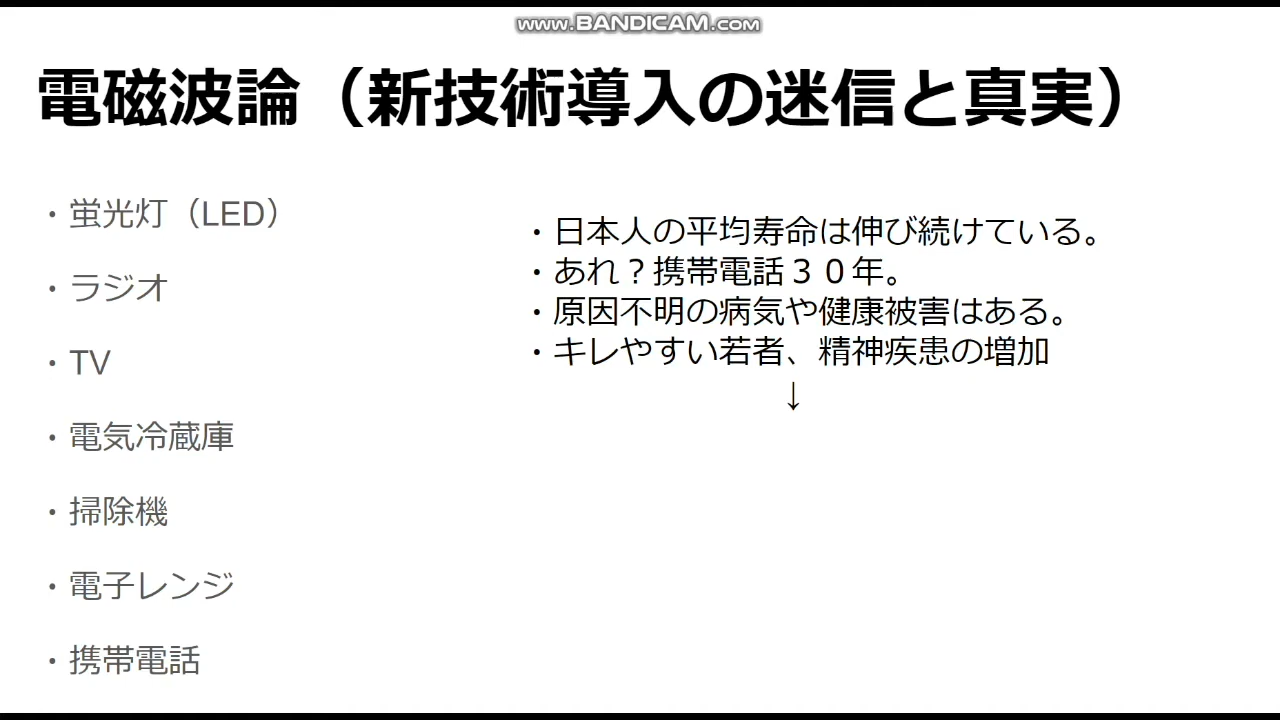 www.BANDICAM.com
電磁波論（新技術導入の迷信と真実）
・蛍光灯（LED）
・ラジオ
・TV
・電気冷蔵庫
・掃除機
・電子レンジ
・携帯電話
・日本人の平均寿命は伸び続けている。
・あれ？携帯電話３０年。
・原因不明の病気や健康被害はある。
・キレやすい若者、精神疾患の増加
↓